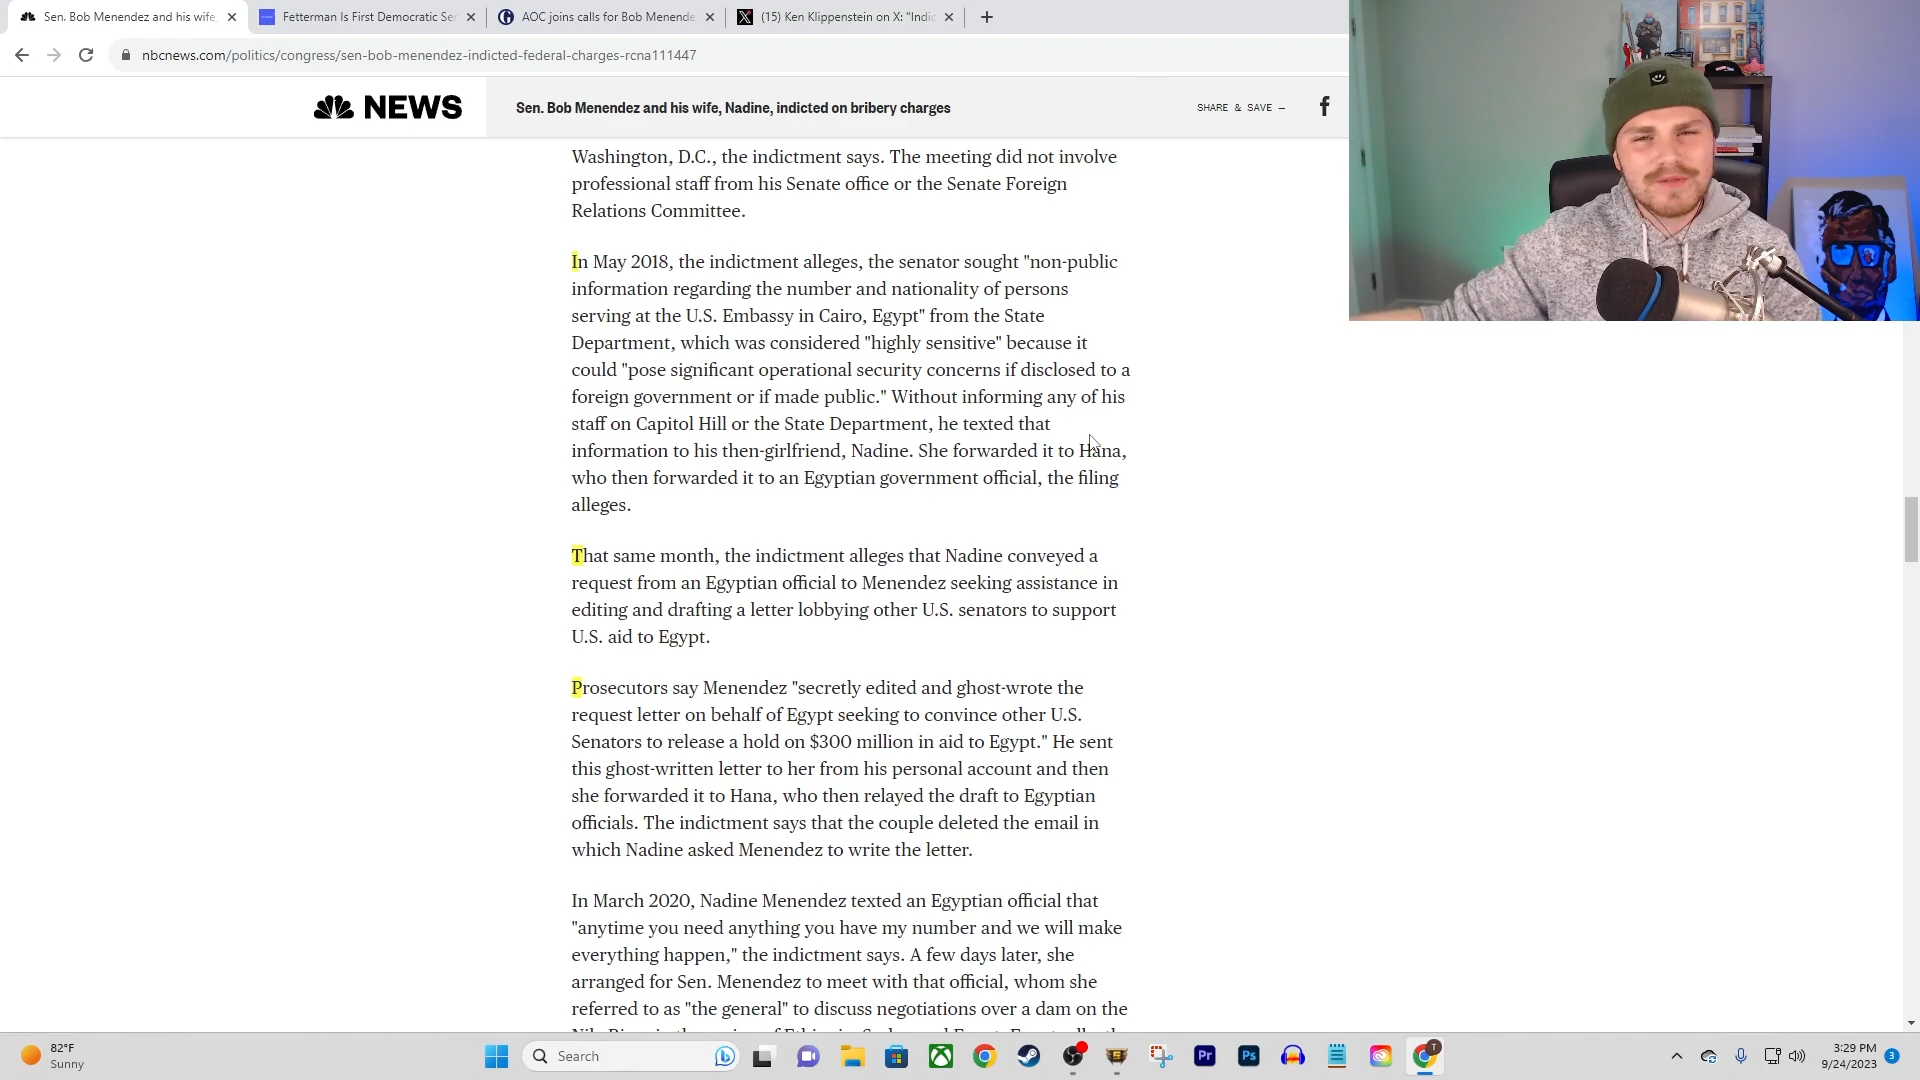 Sen. Bob Menendez and his wife,
Fetterman Is First Democratic Ser
AOC joins calls for Bob Menende
(15) Ken Klippenstein on X: "Indic
nbcnews.com/politics/congress/sen-bob-menendez-indicted-federal-charges-rcna111447
NEWS
Sen. Bob Menendez and his wife, Nadine, indicted on bribery charges
SHARE & SAVE —
Washington, D.C., the indictment says. The meeting did not involve
professional staff from his Senate office or the Senate Foreign
Relations Committee.
In May 2018, the indictment alleges, the senator sought "non-public
information regarding the number and nationality of persons
serving at the U.S. Embassy in Cairo, Egypt" from the State
Department, which was considered "highly sensitive" because it
could "pose significant operational security concerns if disclosed to a
foreign government or if made public." Without informing any of his
staff on Capitol Hill or the State Department, he texted that
information to his then-girlfriend, Nadine. She forwarded it to Hana,
who then forwarded it to an Egyptian government official, the filing
alleges.
That same month, the indictment alleges that Nadine conveyed a
request from an Egyptian official to Menendez seeking assistance in
editing and drafting a letter lobbying other U.S. senators to support
U.S. aid to Egypt.
Prosecutors say Menendez "secretly edited and ghost-wrote the
request letter on behalf of Egypt seeking to convince other U.S.
Senators to release a hold on $300 million in aid to Egypt." He sent
this ghost-written letter to her from his personal account and then
she forwarded it to Hana, who then relayed the draft to Egyptian
officials. The indictment says that the couple deleted the email in
which Nadine asked Menendez to write the letter.
In March 2020, Nadine Menendez texted an Egyptian official that
"anytime you need anything you have my number and we will make
everything happen," the indictment says. A few days later, she
arranged for Sen. Menendez to meet with that official, whom she
referred to as "the general" to discuss negotiations over a dam on the
82°F
Sunny
Search
Pr
Ps
T
3:29 PM
9/24/2023
3